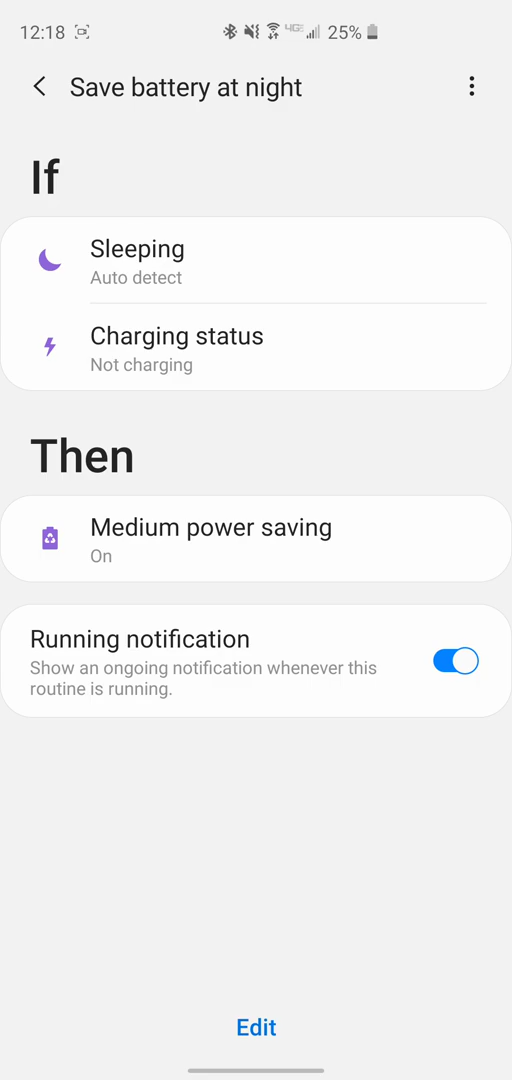 12:18 4GE 25%
Save battery at night
If
Sleeping
Auto detect
Charging status
Not charging
Then
Medium power saving
On
Running notification
Show an ongoing notification whenever this
routine is running.
Edit